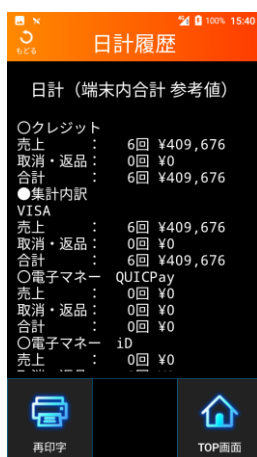 100% 15:40
もどる
日計履歴
日計（端末内合計 参考値）
〇クレジット
売上　　　： 6回 ¥409,676
取消・返品： 0回 ¥0
合計　　　： 6回 ¥409,676
●集計内訳
VISA
売上　　　： 6回 ¥409,676
取消・返品： 0回 ¥0
合計　　　： 6回 ¥409,676
〇電子マネー QUICPay
売上　　　： 0回 ¥0
取消・返品： 0回 ¥0
合計　　　： 0回 ¥0
〇電子マネー iD
売上　　　： 0回 ¥0
再印字
TOP画面